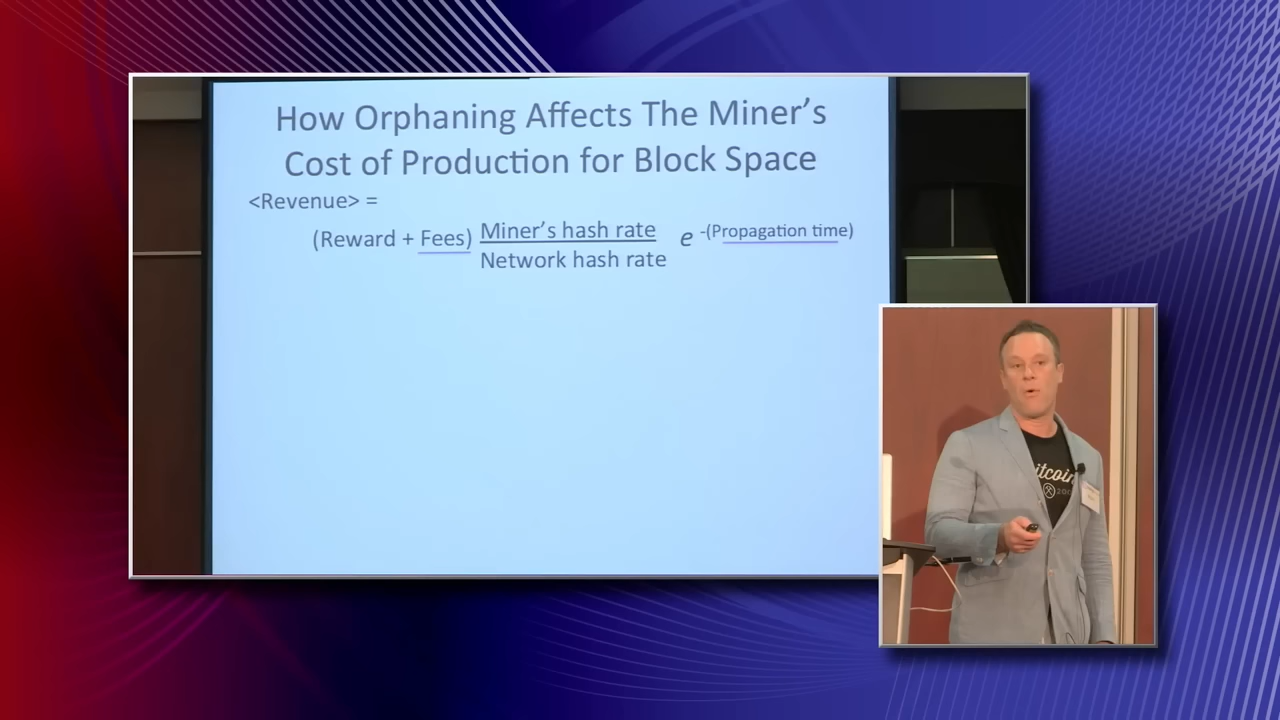 How Orphaning Affects The Miner's
Cost of Production for Block Space
<Revenue> =
(Reward + Fees) Miner's hash rate e -(Propagation time)
Network hash rate
itcoin